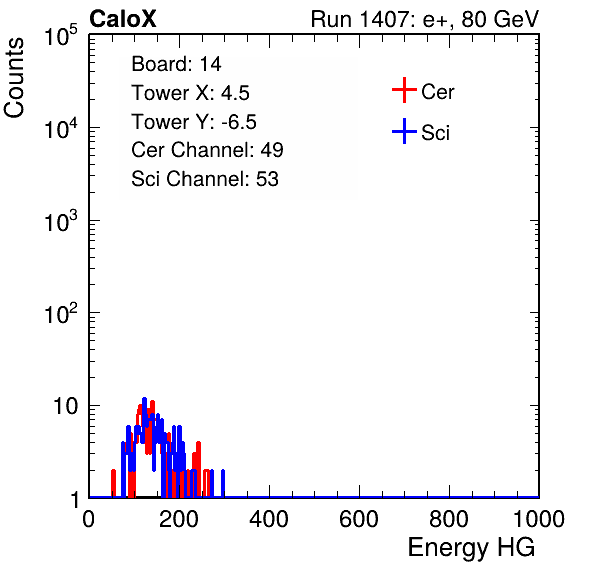 CaloX Run 1407: e+, 80 GeV
Counts
10^5
10^4
10^3
10^2
10
1
Board: 14
Tower X: 4.5
Tower Y: -6.5
Cer Channel: 49
Sci Channel: 53
Cer
Sci
0 200 400 600 800 1000
Energy HG